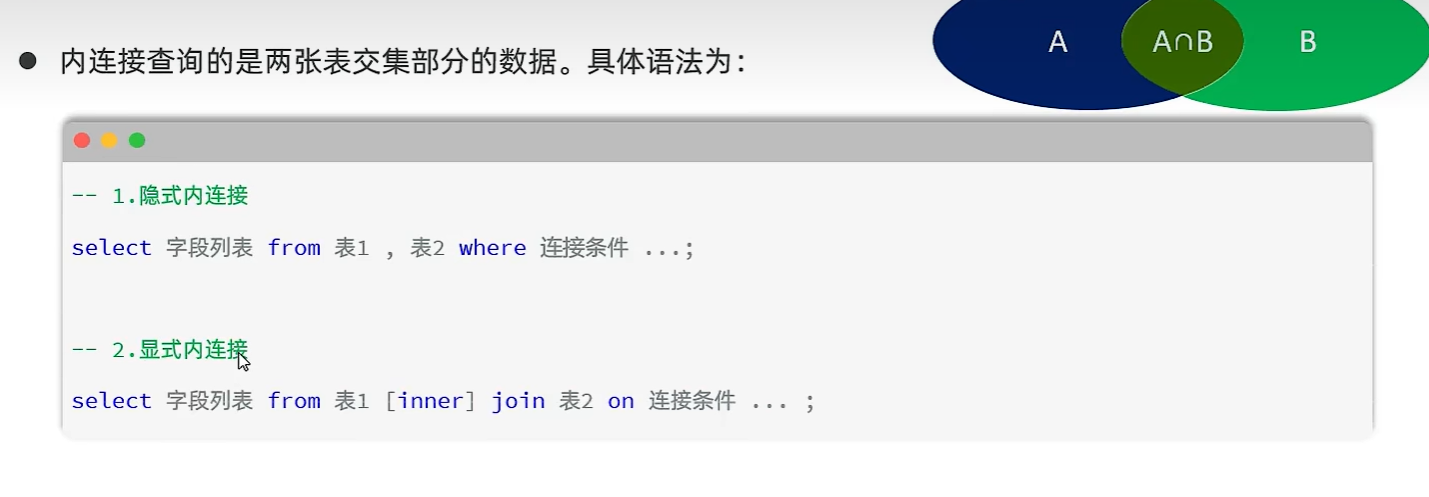 ● 内连接查询的是两张表交集部分的数据。具体语法为：
A A∩B B
-- 1.隐式内连接
select 字段列表 from 表1 , 表2 where 连接条件 ...;
-- 2.显式内连接
select 字段列表 from 表1 [inner] join 表2 on 连接条件 ... ;